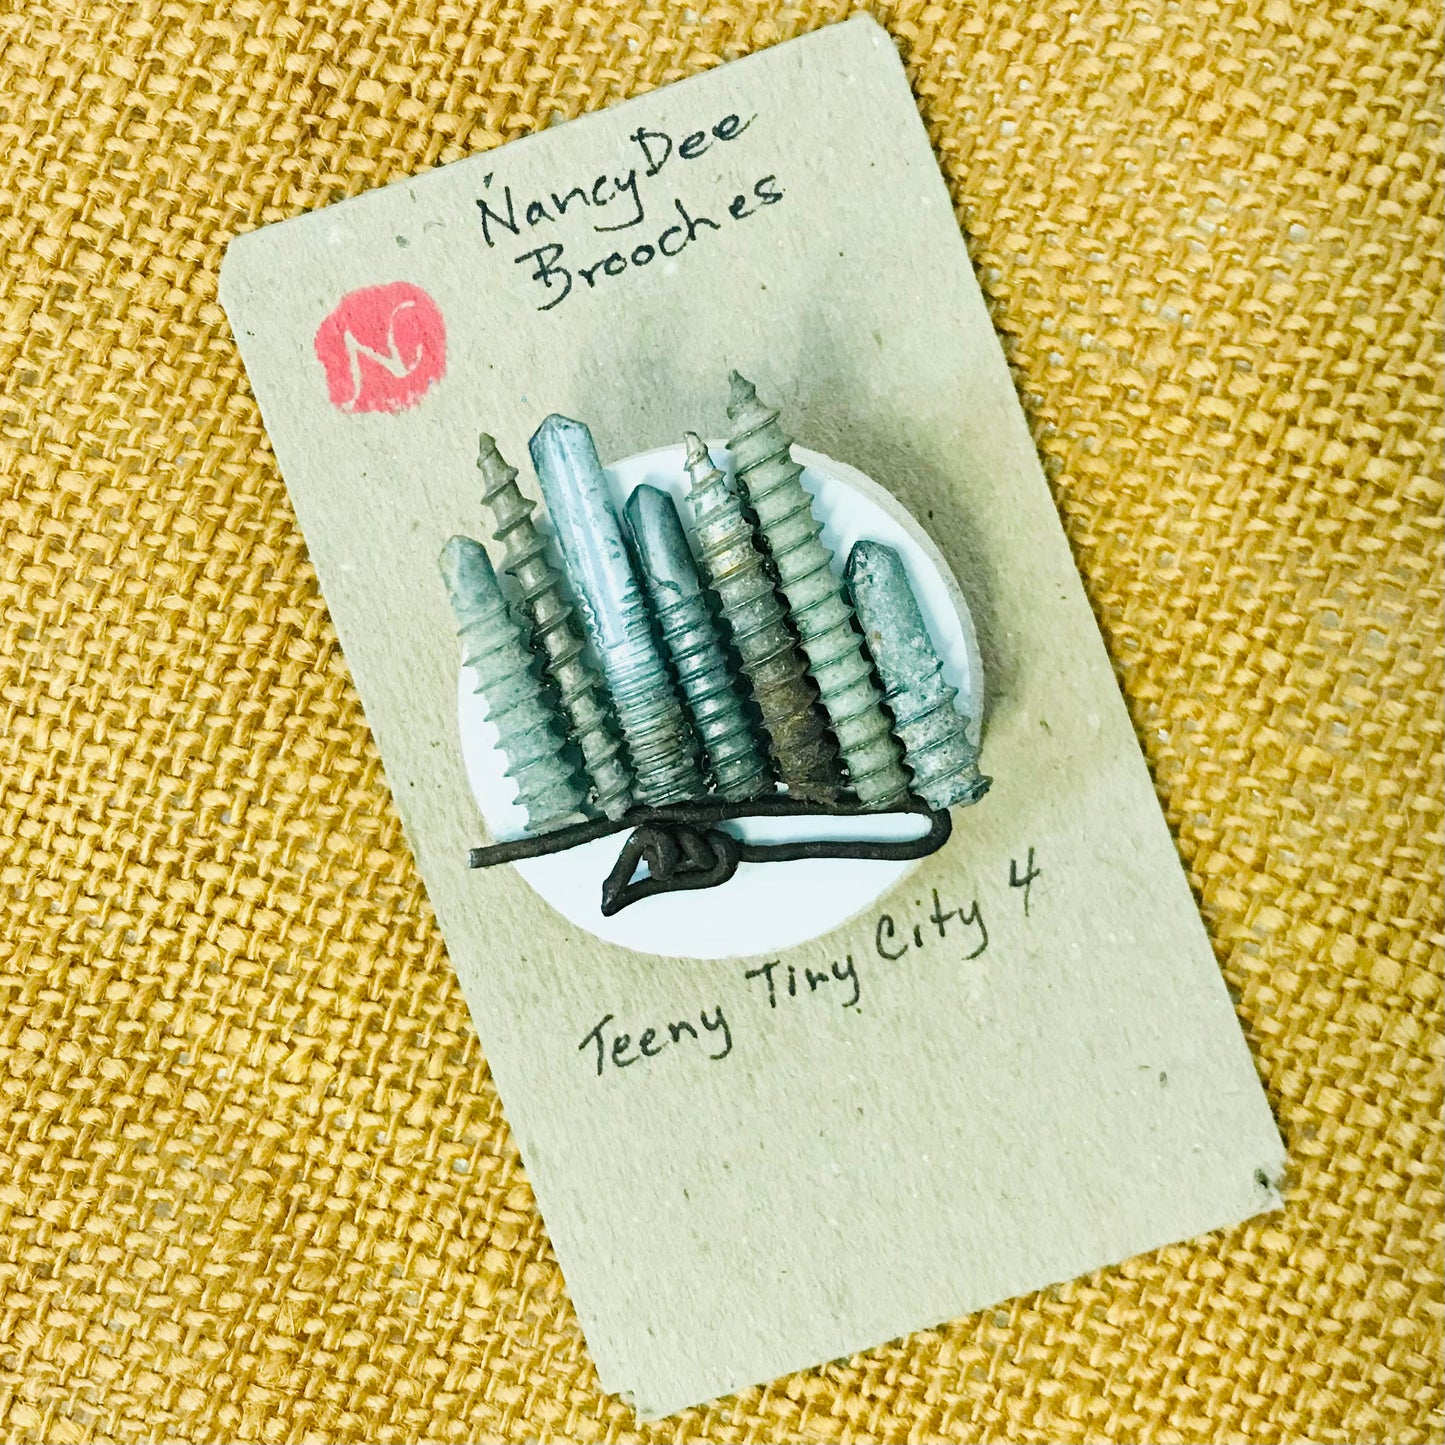 NancyDee
Brooches
N
Teeny Tiny City 4